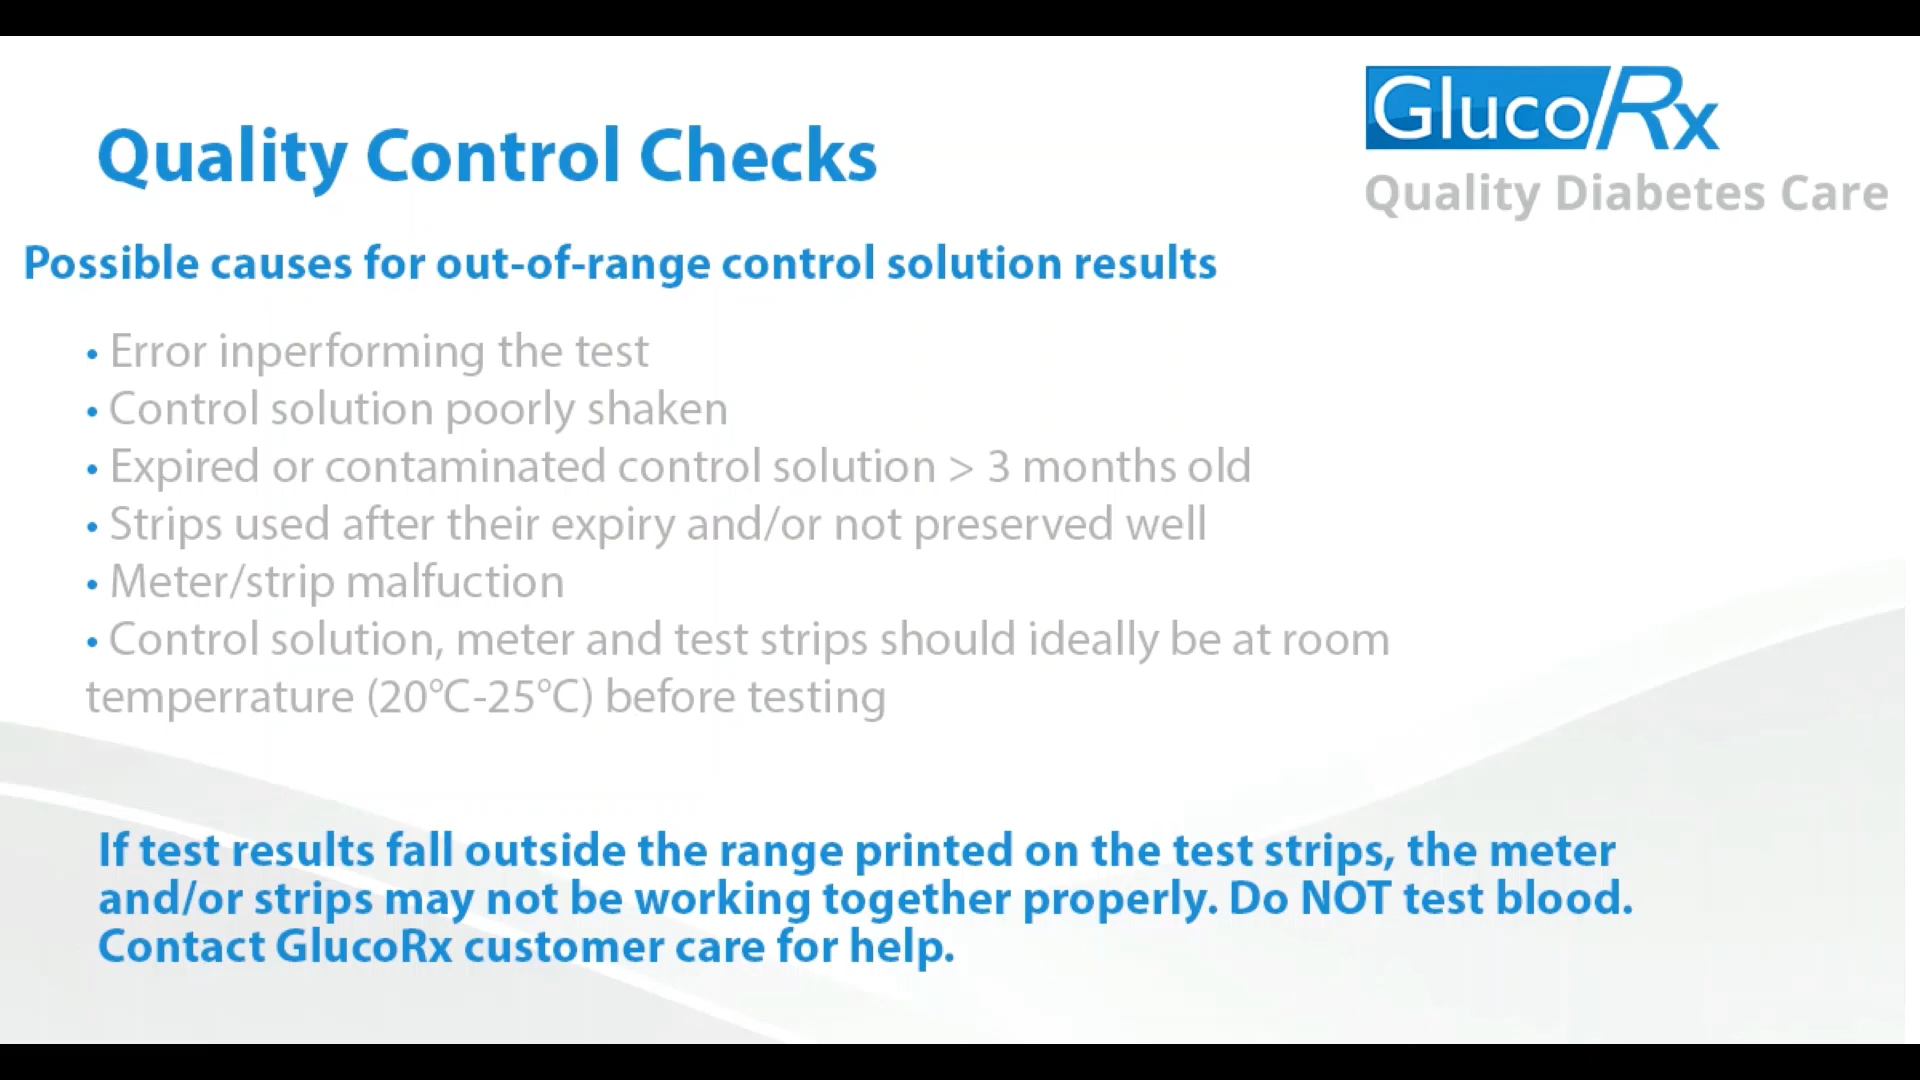 GlucoRx
Quality Diabetes Care
Quality Control Checks
Possible causes for out-of-range control solution results
• Error inperforming the test
• Control solution poorly shaken
• Expired or contaminated control solution > 3 months old
• Strips used after their expiry and/or not preserved well
• Meter/strip malfuction
• Control solution, meter and test strips should ideally be at room
temperrature (20°C-25°C) before testing
If test results fall outside the range printed on the test strips, the meter
and/or strips may not be working together properly. Do NOT test blood.
Contact GlucoRx customer care for help.